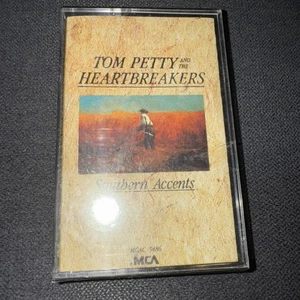 TOM PETTY AND THE
HEARTBREAKERS
Southern Accents
MCA